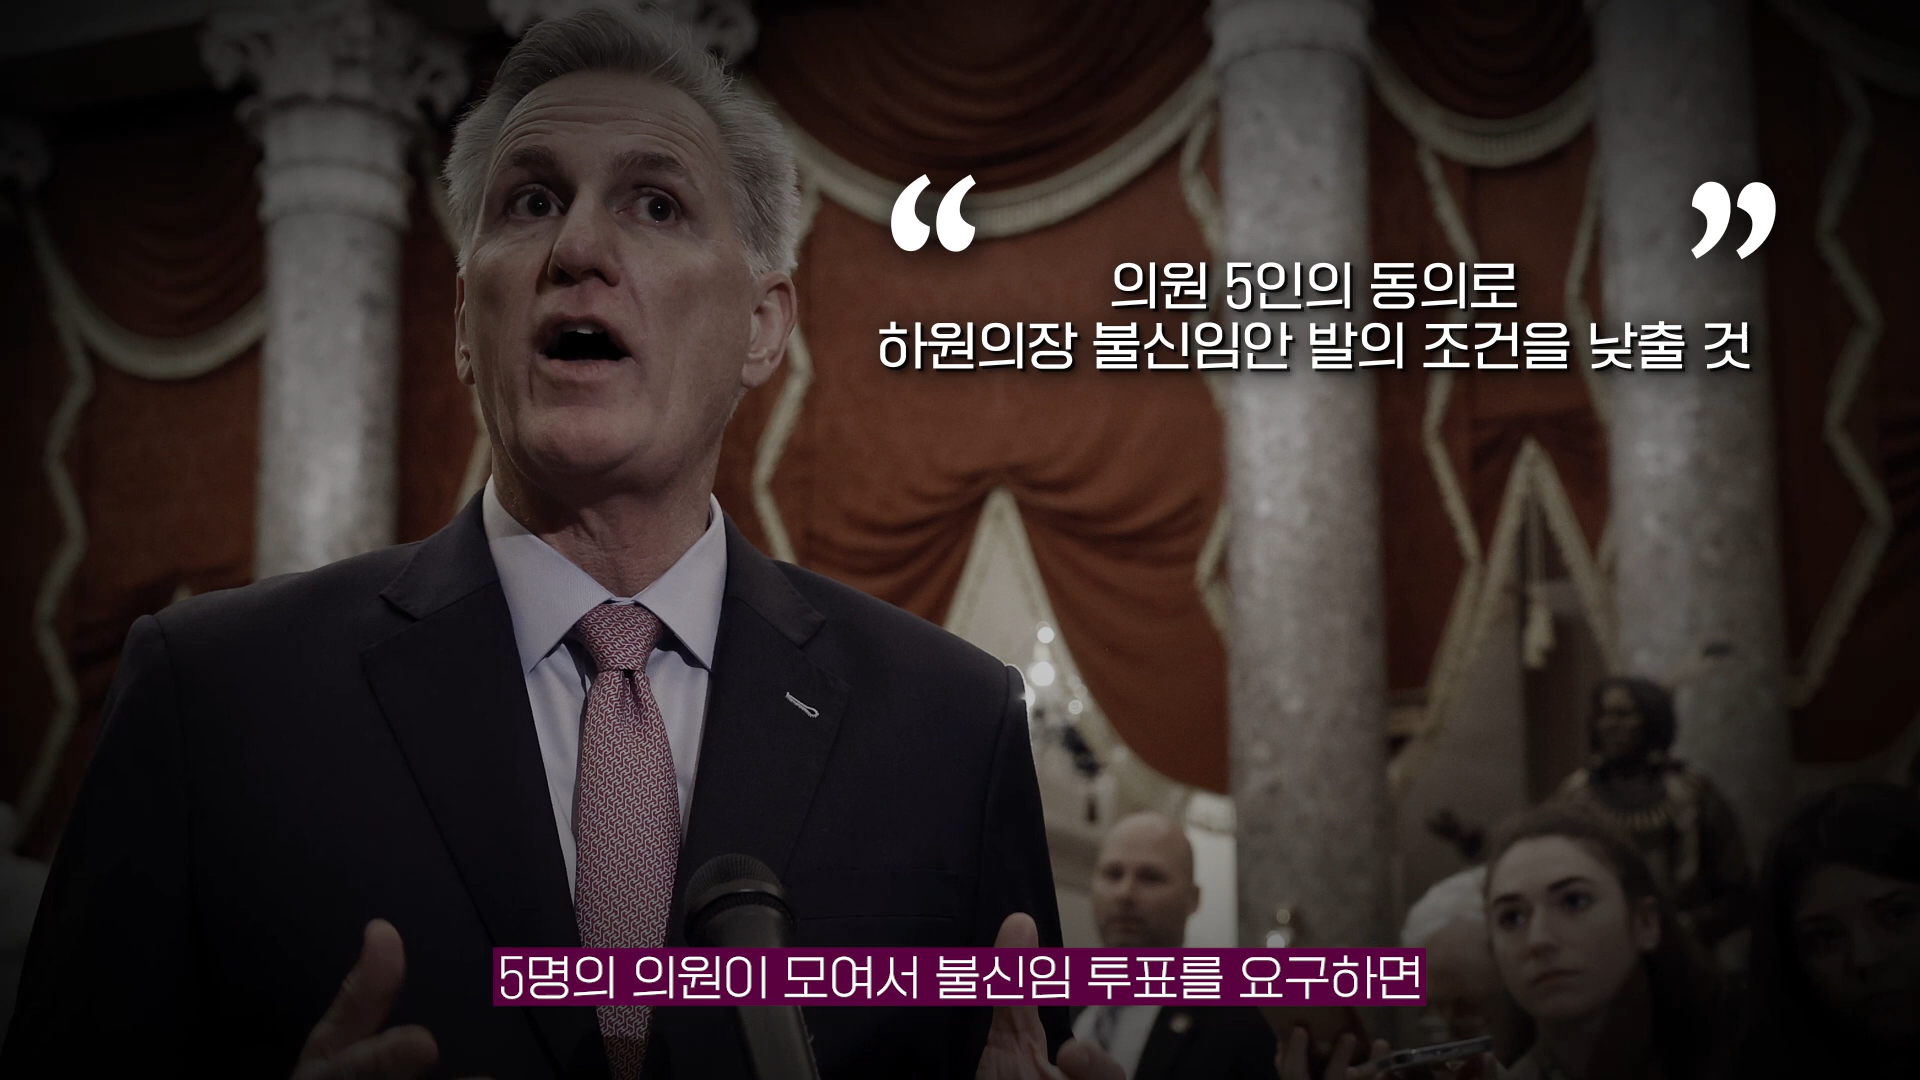 “ ”
의원 5인의 동의로
하원의장 불신임안 발의 조건을 낮출 것
5명의 의원이 모여서 불신임 투표를 요구하면